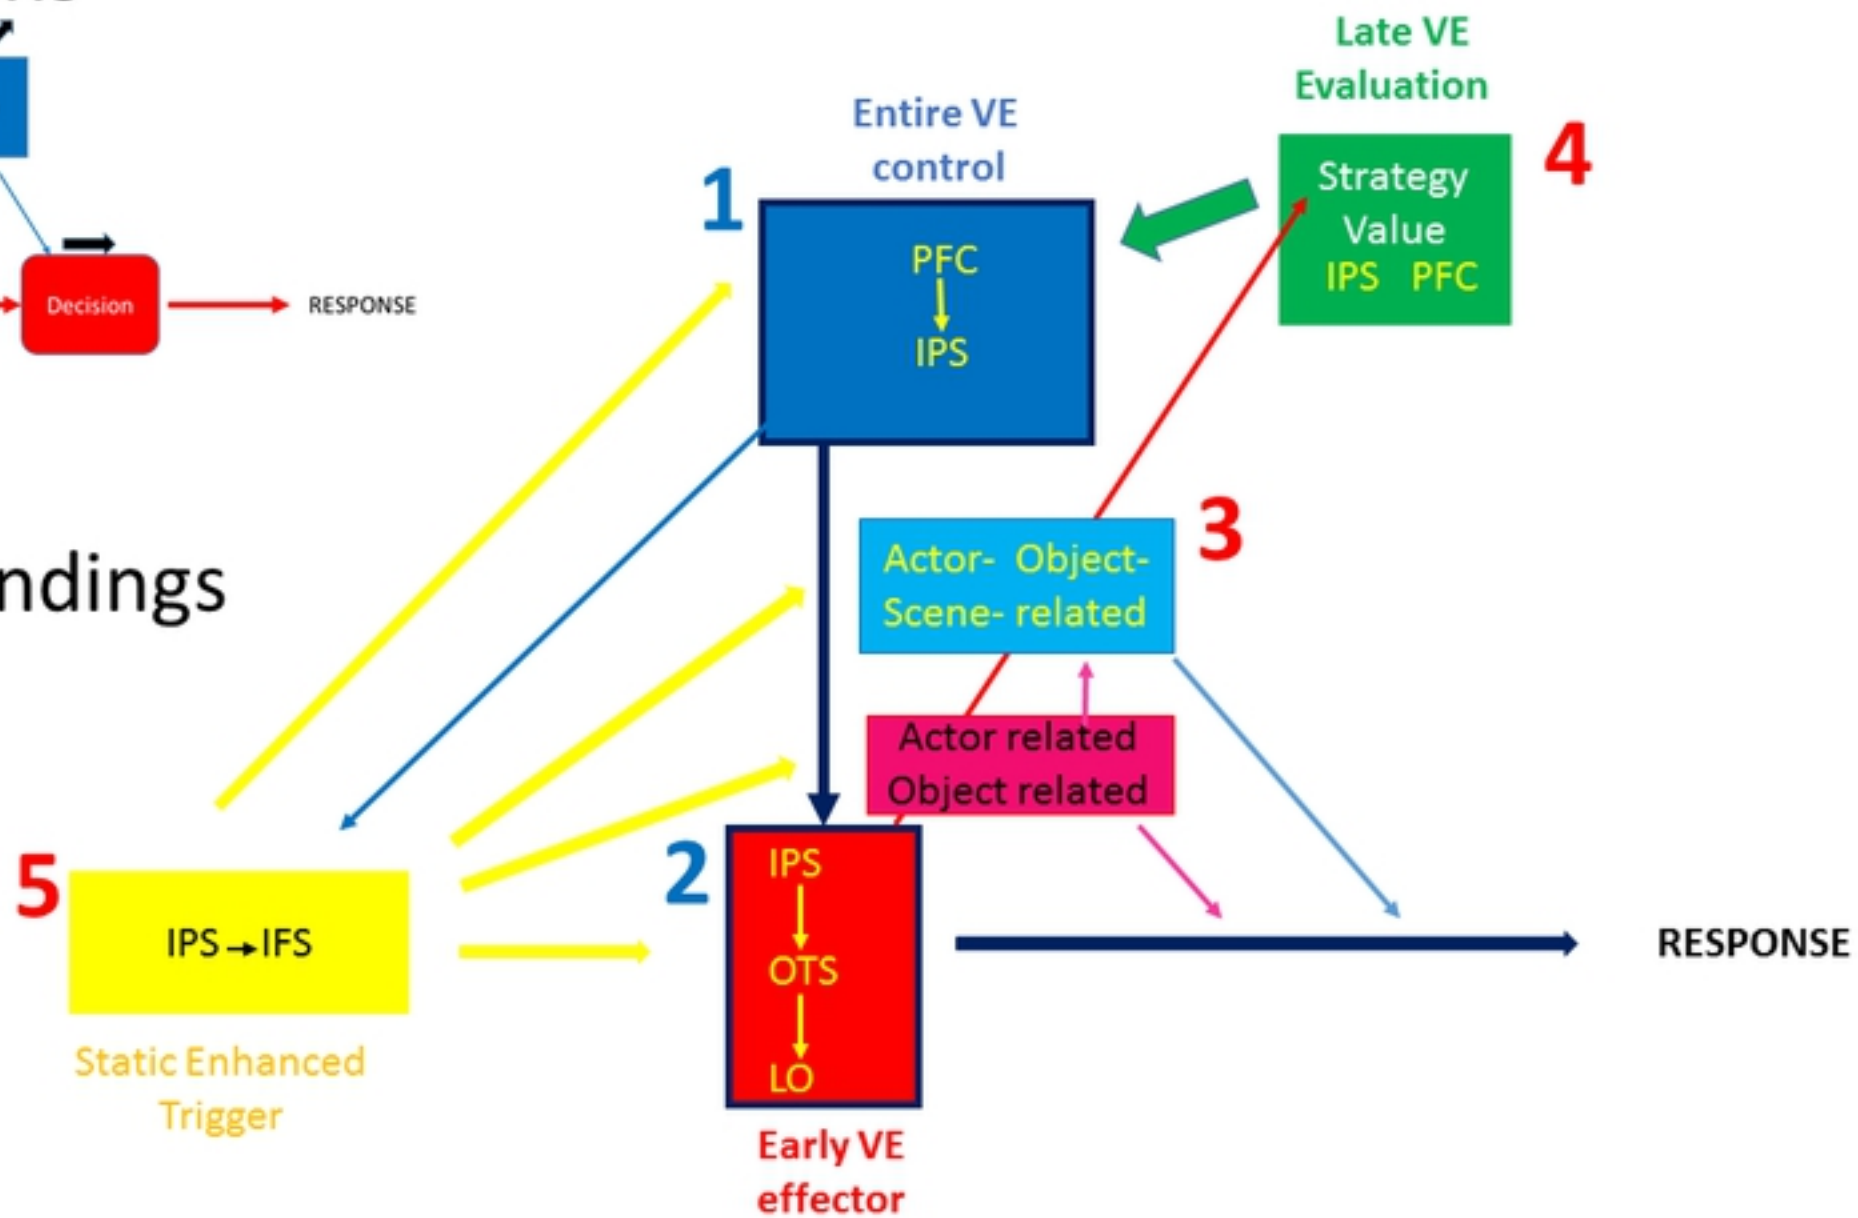 Late VE
Evaluation
Entire VE
control
4
1
Strategy
Value
IPS PFC
PFC
IPS
Decision
RESPONSE
3
Actor- Object-
Scene- related
ndings
Actor related
Object related
5
2
IPS
OTS
LO
IPS→IFS
RESPONSE
Static Enhanced
Trigger
Early VE
effector